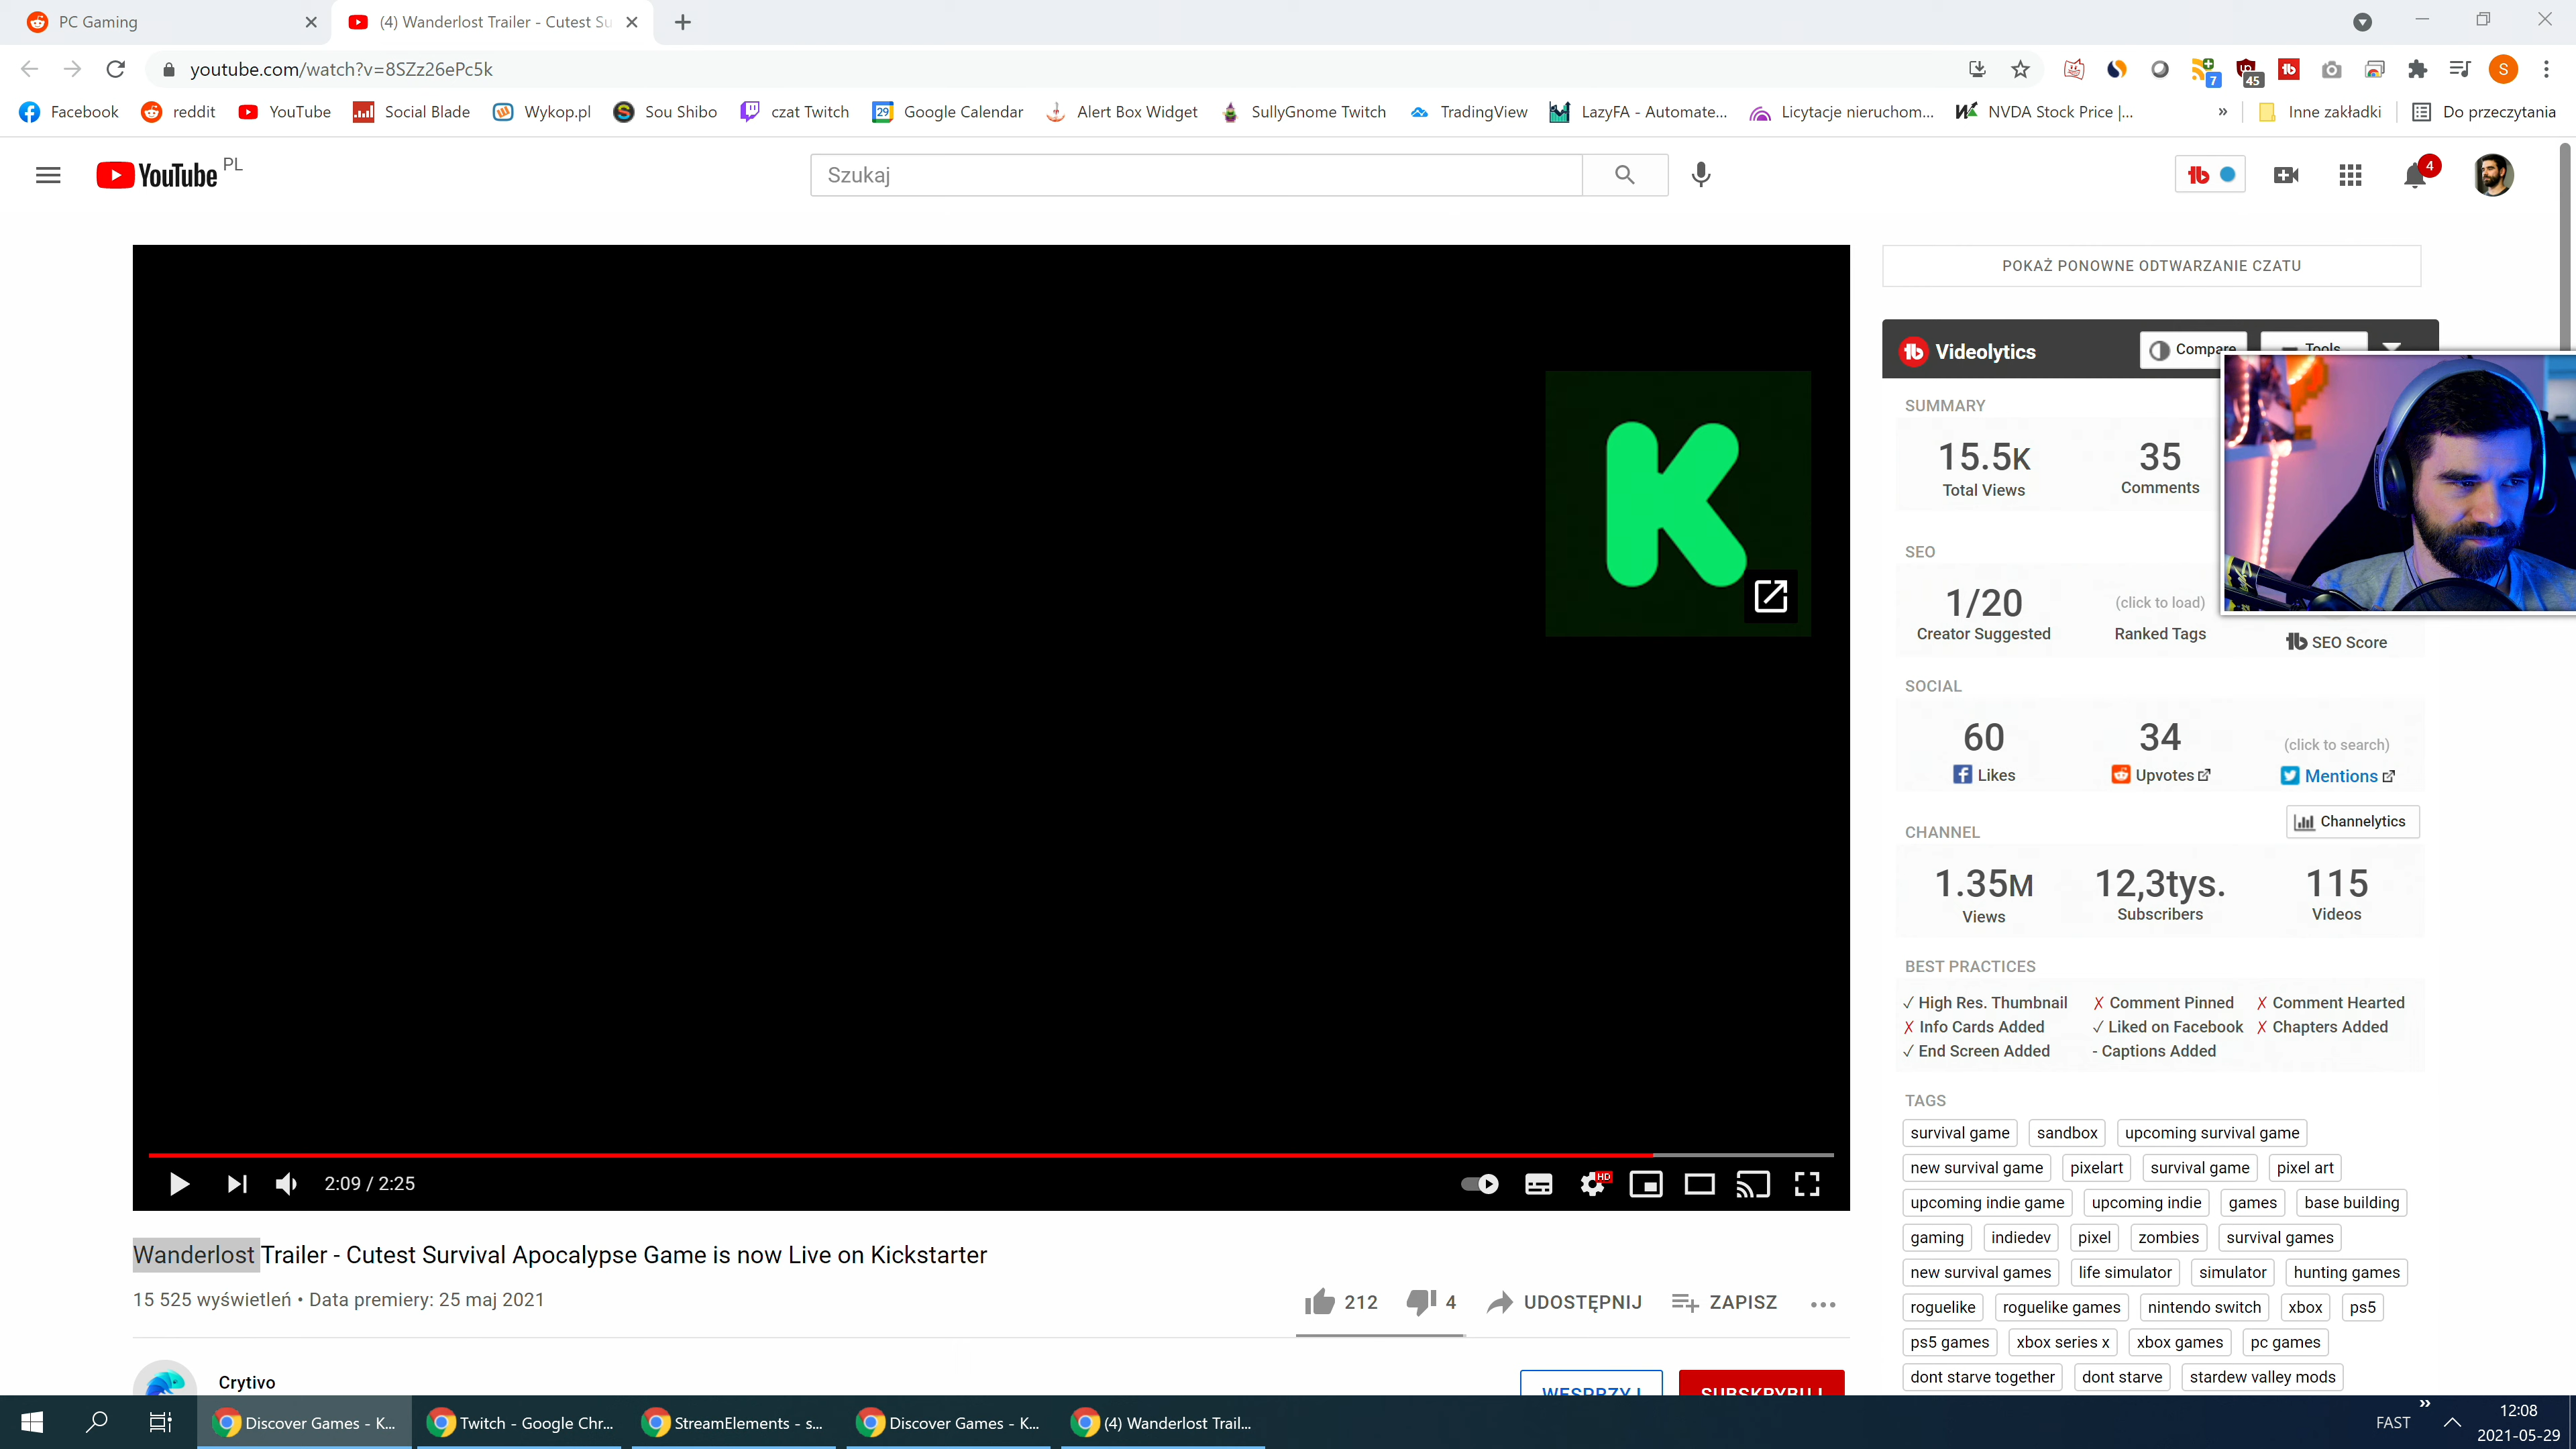 PC Gaming
(4) Wanderlost Trailer - Cutest Su
youtube.com/watch?v=8SZz26ePc5k
7
45
S
Facebook reddit YouTube Social Blade Wykop.pl Sou Shibo czat Twitch 29 Google Calendar Alert Box Widget SullyGnome Twitch TradingView LazyFA - Automate... Licytacje nieruchom... NVDA Stock Price |... » Inne zakładki Do przeczytania
YouTube PL
Szukaj
4
POKAŻ PONOWNE ODTWARZANIE CZATU
Videolytics
Compare
Tools
SUMMARY
15.5K 35
Total Views Comments
SEO
1/20 (click to load)
Creator Suggested Ranked Tags
SEO Score
SOCIAL
60 34 (click to search)
Likes Upvotes Mentions
CHANNEL
Channelytics
1.35M 12,3tys. 115
Views Subscribers Videos
BEST PRACTICES
✓ High Res. Thumbnail ✗ Comment Pinned ✗ Comment Hearted
✗ Info Cards Added ✓ Liked on Facebook ✗ Chapters Added
✓ End Screen Added - Captions Added
TAGS
survival game sandbox upcoming survival game
new survival game pixelart survival game pixel art
upcoming indie game upcoming indie games base building
gaming indiedev pixel zombies survival games
new survival games life simulator simulator hunting games
roguelike roguelike games nintendo switch xbox ps5
ps5 games xbox series x xbox games pc games
dont starve together dont starve stardew valley mods
K
2:09 / 2:25
HD
Wanderlost Trailer - Cutest Survival Apocalypse Game is now Live on Kickstarter
15 525 wyświetleń • Data premiery: 25 maj 2021
212 4 UDOSTĘPNIJ ZAPISZ
Crytivo
WESPRZYJ
SUBSKRYBUJ
Discover Games - K... Twitch - Google Chr... StreamElements - s... Discover Games - K... (4) Wanderlost Trail...
FAST » 12:08
2021-05-29